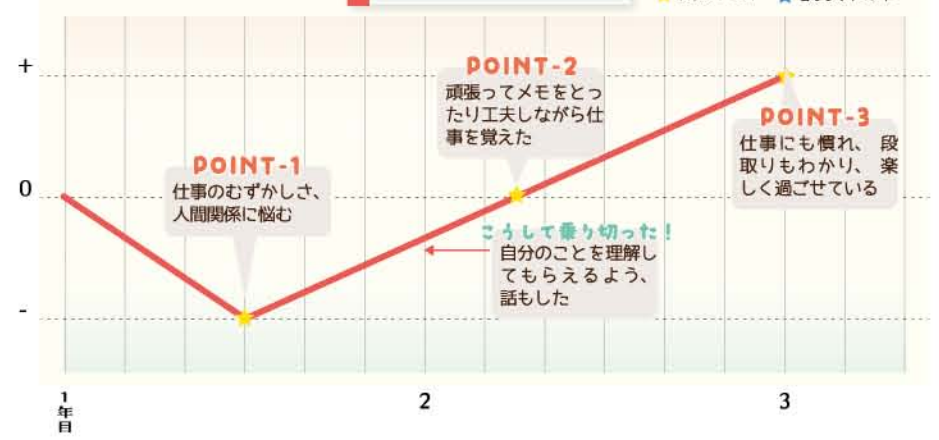 +
0
-
POINT-1
仕事のむずかしさ、
人間関係に悩む
POINT-2
頑張ってメモをとっ
たり工夫しながら仕
事を覚えた
こうして乗り切った!
自分のことを理解し
てもらえるよう、
話もした
POINT-3
仕事にも慣れ、段
取りもわかり、楽
しく過ごせている
1年目
2
3